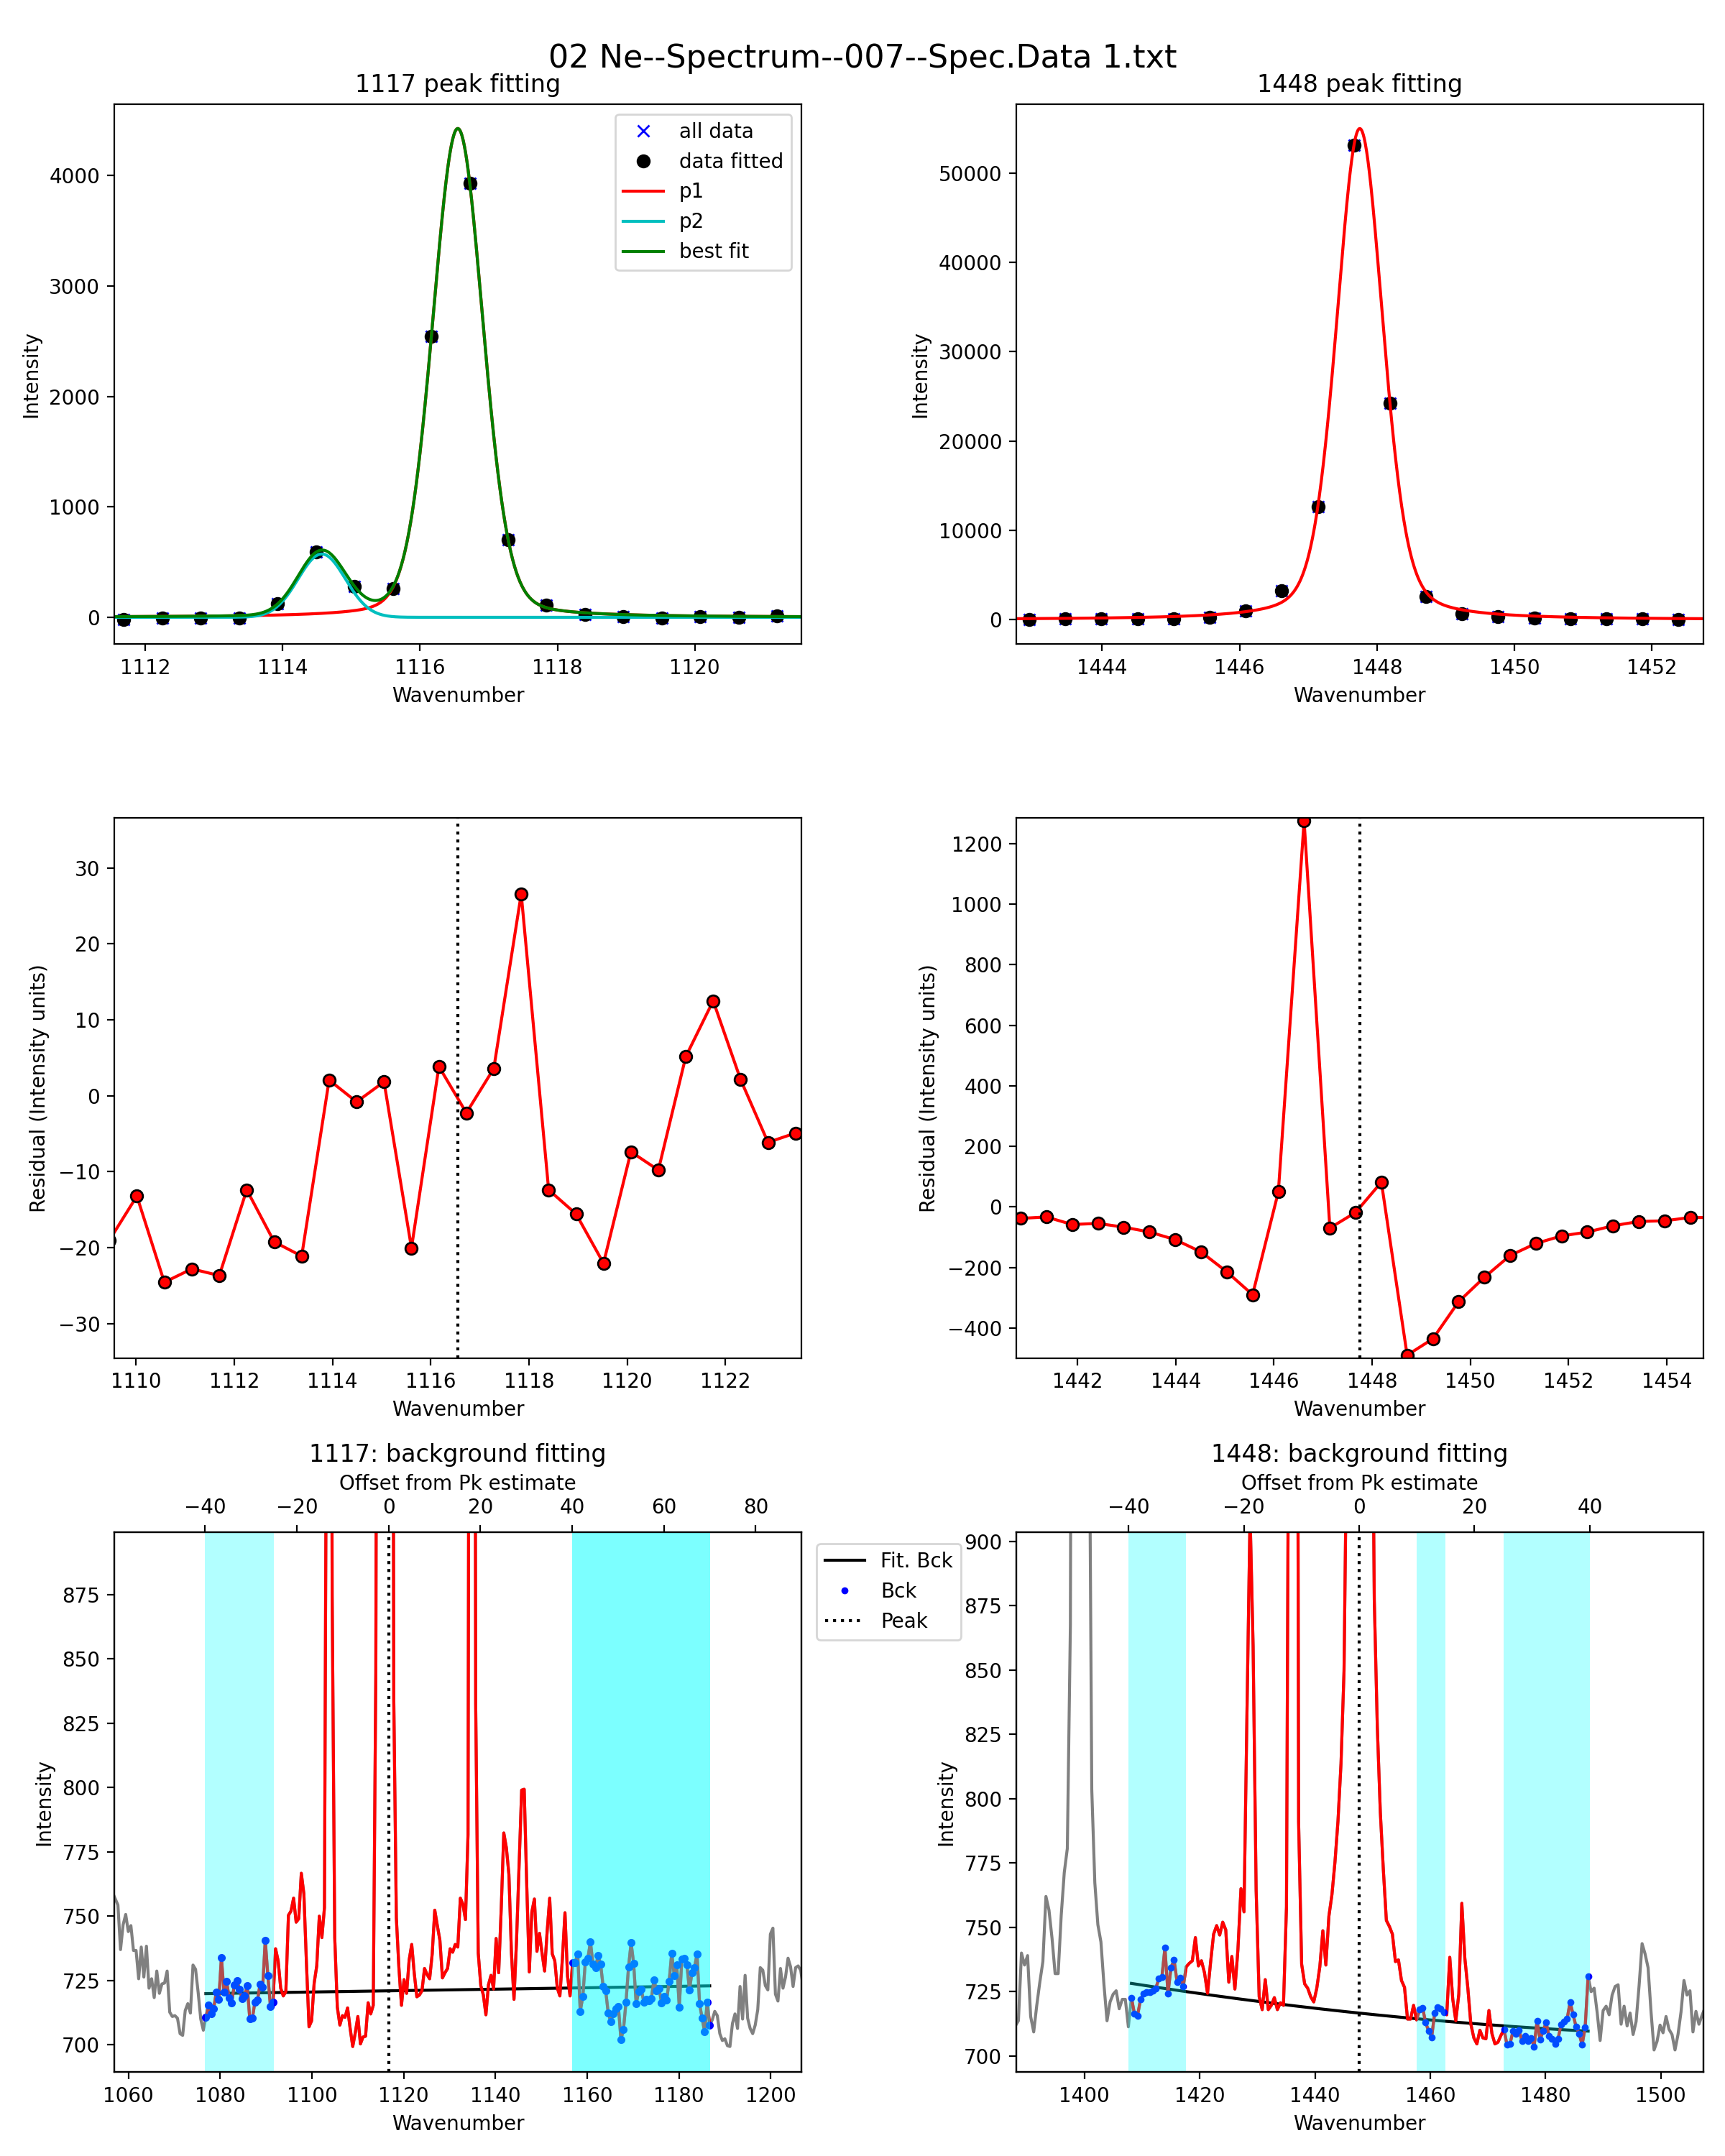 02 Ne--Spectrum--007--Spec.Data 1.txt
1117 peak fitting
4000
3000
2000
1000
0
Intensity
1112 1114 1116 1118 1120
Wavenumber
all data
data fitted
p1
p2
best fit
1448 peak fitting
50000
40000
30000
20000
10000
0
Intensity
1444 1446 1448 1450 1452
Wavenumber
30
20
10
0
−10
−20
−30
Residual (Intensity units)
1110 1112 1114 1116 1118 1120 1122
Wavenumber
1200
1000
800
600
400
200
0
−200
−400
Residual (Intensity units)
1442 1444 1446 1448 1450 1452 1454
Wavenumber
1117: background fitting
Offset from Pk estimate
−40 −20 0 20 40 60 80
875
850
825
800
775
750
725
700
Intensity
1060 1080 1100 1120 1140 1160 1180 1200
Wavenumber
Fit. Bck
Bck
Peak
1448: background fitting
Offset from Pk estimate
−40 −20 0 20 40
900
875
850
825
800
775
750
725
700
Intensity
1400 1420 1440 1460 1480 1500
Wavenumber